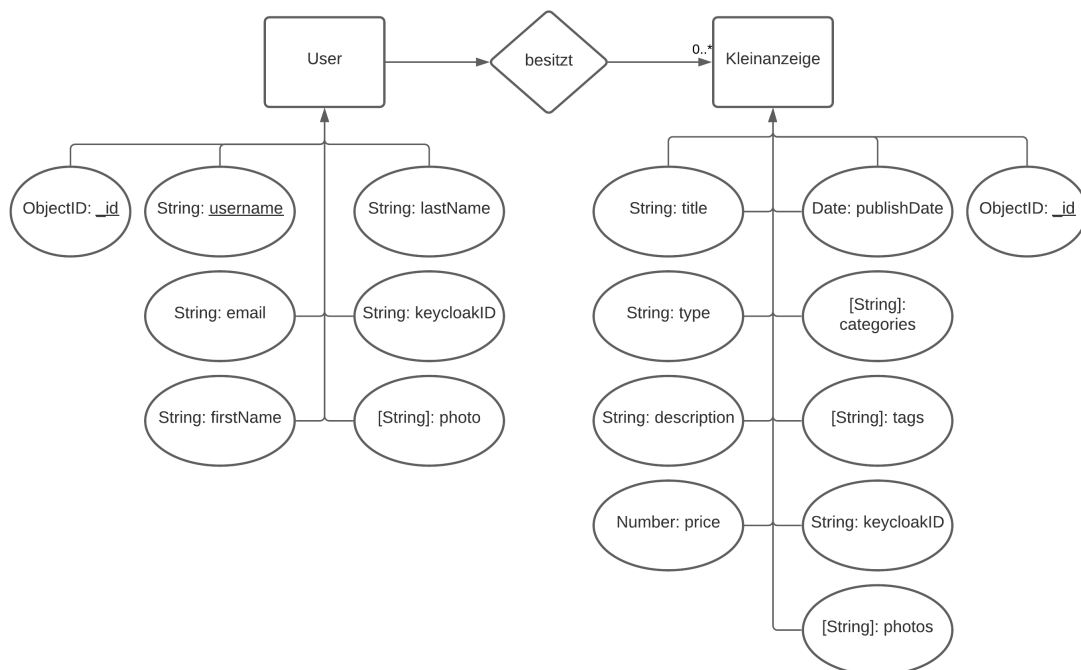 User
besitzt
0..*
Kleinanzeige
ObjectID: _id
String: username
String: lastName
String: title
Date: publishDate
ObjectID: _id
String: email
String: keycloakID
String: type
[String]:
categories
String: firstName
[String]: photo
String: description
[String]: tags
Number: price
String: keycloakID
[String]: photos